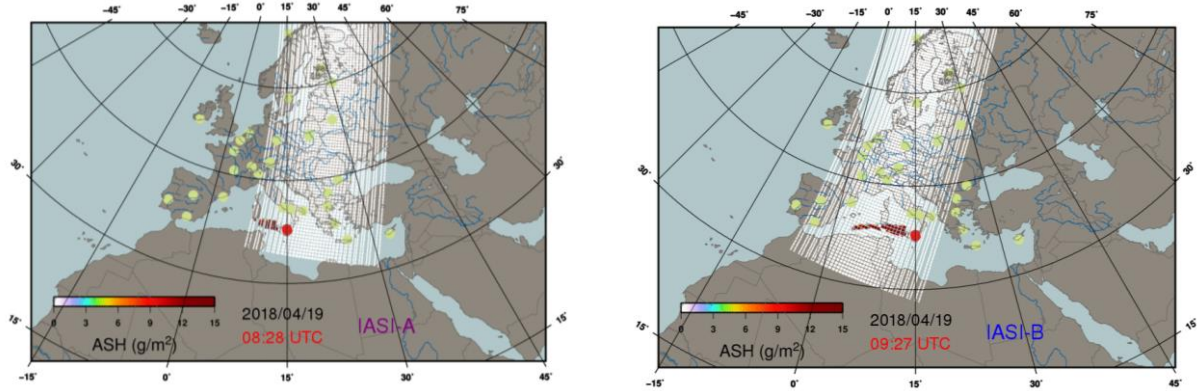 −45˚ −30˚ −15˚ 0˚ 15˚ 30˚ 45˚ 60˚ 75˚
30˚ 30˚
15˚ 15˚
0 3 6 9 12 15
ASH (g/m²)
2018/04/19
08:28 UTC
IASI-A
−15˚ 0˚ 15˚ 30˚ 45˚
−45˚ −30˚ −15˚ 0˚ 15˚ 30˚ 45˚ 60˚ 75˚
30˚ 30˚
15˚ 15˚
0 3 6 9 12 15
ASH (g/m²)
2018/04/19
09:27 UTC
IASI-B
−15˚ 0˚ 15˚ 30˚ 45˚